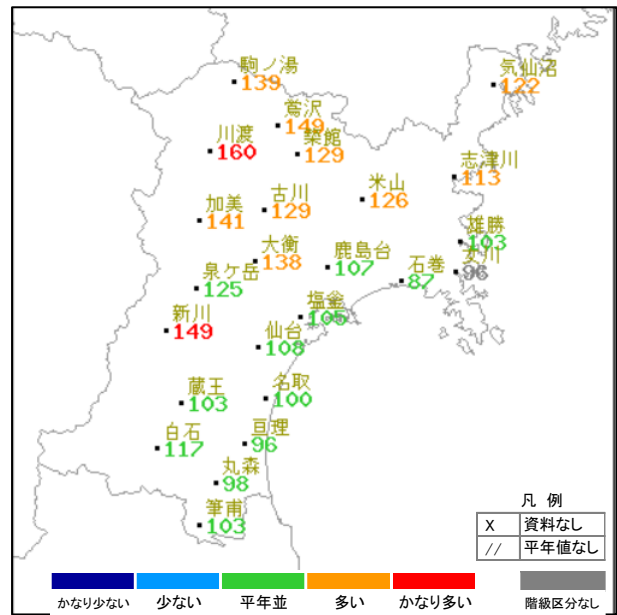 駒ノ湯
139
気仙沼
122
鶯沢
149
川渡
160
築館
129
志津川
113
米山
126
古川
129
加美
141
雄勝
103
女川
96
大衡
138
鹿島台
107
石巻
87
泉ケ岳
125
塩釜
105
新川
149
仙台
108
名取
100
蔵王
103
亘理
96
白石
117
丸森
98
筆甫
103
凡 例
X 資料なし
// 平年値なし
かなり少ない 少ない 平年並 多い かなり多い 階級区分なし